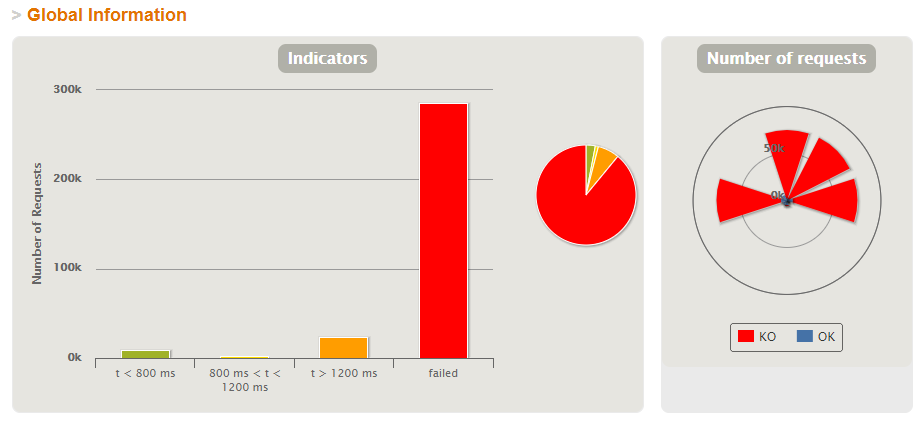 > Global Information
Indicators
Number of requests
Number of Requests
300k
200k
100k
0k
t < 800 ms
800 ms < t <
1200 ms
t > 1200 ms
failed
50k
0k
KO
OK